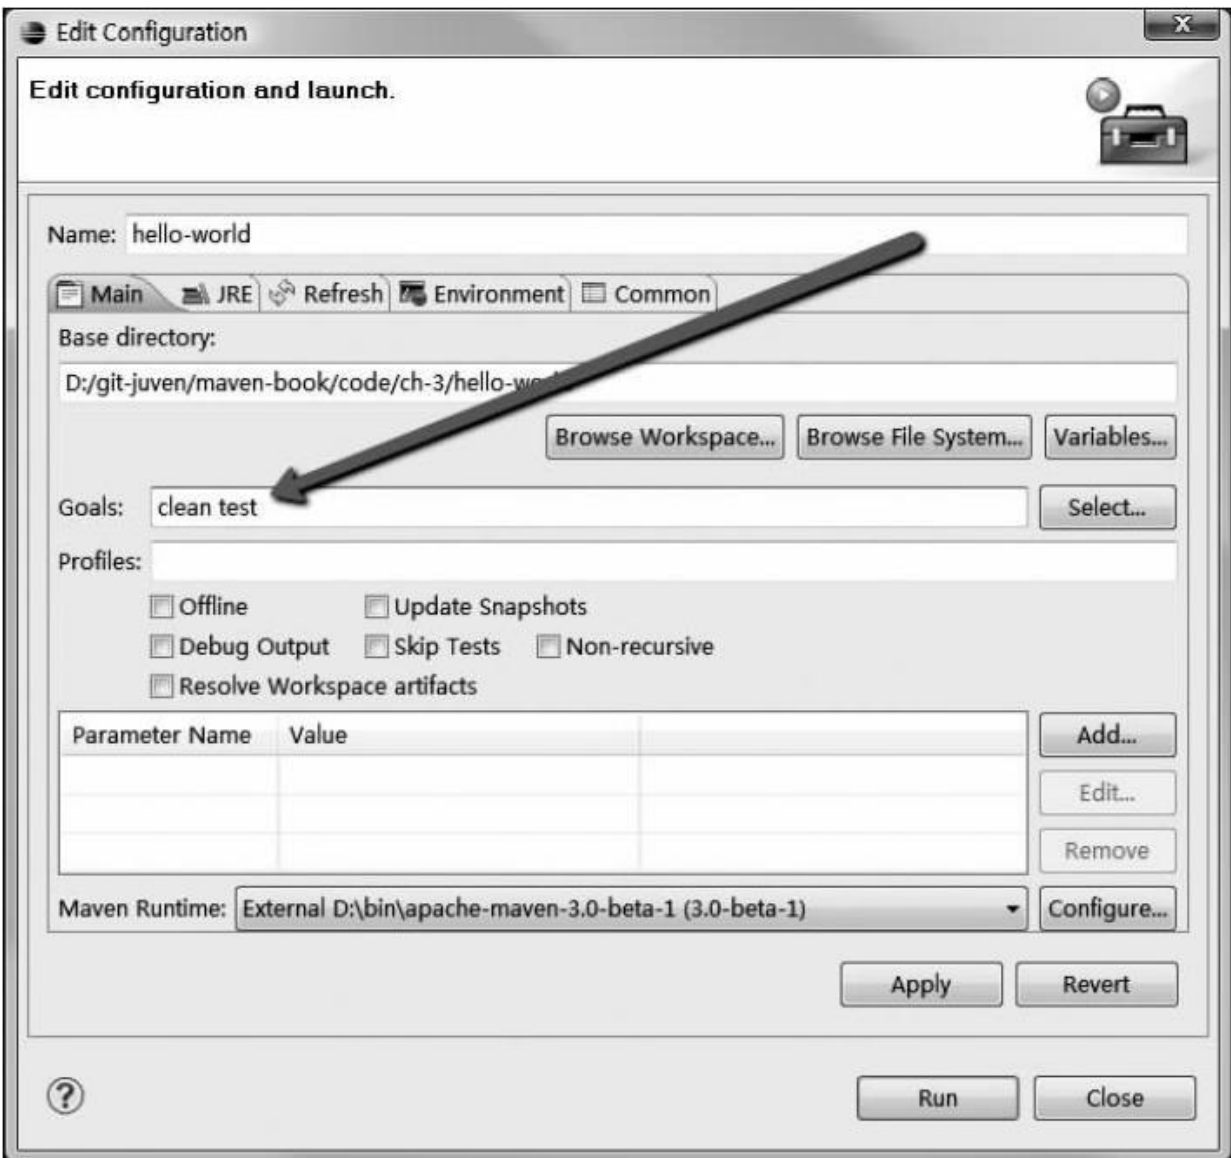 Edit Configuration
X
Edit configuration and launch.
Name: hello-world
Main JRE Refresh Environment Common
Base directory:
D:/git-juven/maven-book/code/ch-3/
Browse Workspace... Browse File System... Variables...
Goals: clean test Select...
Profiles:
Offline Update Snapshots
Debug Output Skip Tests Non-recursive
Resolve Workspace artifacts
Parameter Name Value Add...
Edit...
Remove
Maven Runtime: External D:\bin\apache-maven-3.0-beta-1 (3.0-beta-1) Configure...
Apply Revert
? Run Close